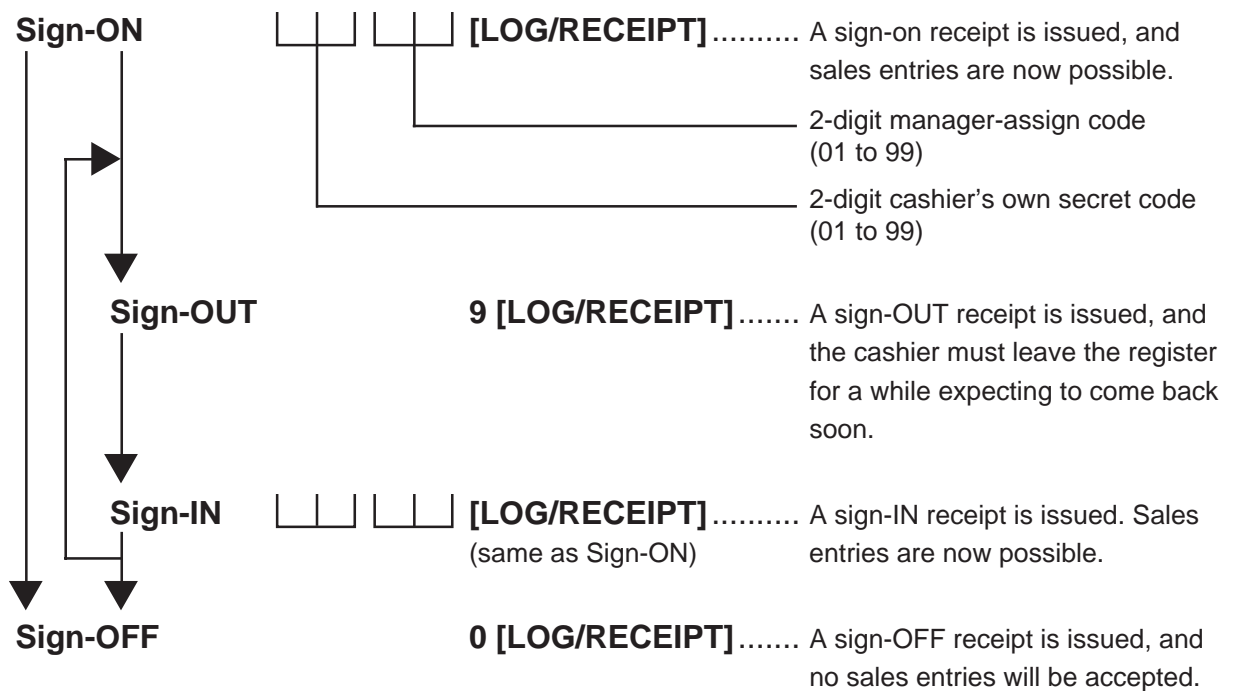 Sign-ON [LOG/RECEIPT] .......... A sign-on receipt is issued, and
sales entries are now possible.
2-digit manager-assign code
(01 to 99)
2-digit cashier's own secret code
(01 to 99)
Sign-OUT 9 [LOG/RECEIPT] ....... A sign-OUT receipt is issued, and
the cashier must leave the register
for a while expecting to come back
soon.
Sign-IN [LOG/RECEIPT] .......... A sign-IN receipt is issued. Sales
(same as Sign-ON) entries are now possible.
Sign-OFF 0 [LOG/RECEIPT] ....... A sign-OFF receipt is issued, and
no sales entries will be accepted.